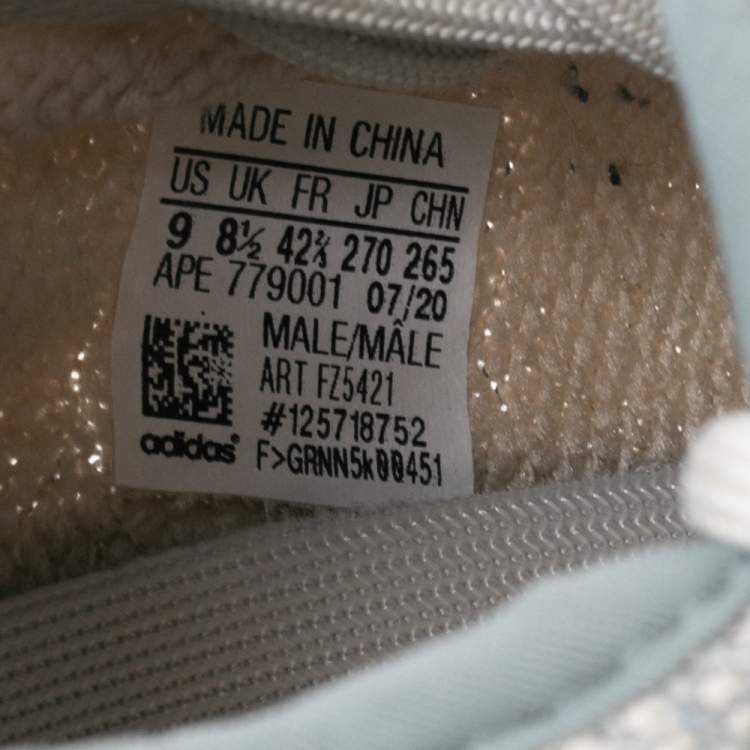 MADE IN CHINA
US UK FR JP CHN
9 8½ 42⅔ 270 265
APE 779001 07/20
MALE/MÂLE
ART FZ5421
#125718752
adidas®
F>GRNN5k00451